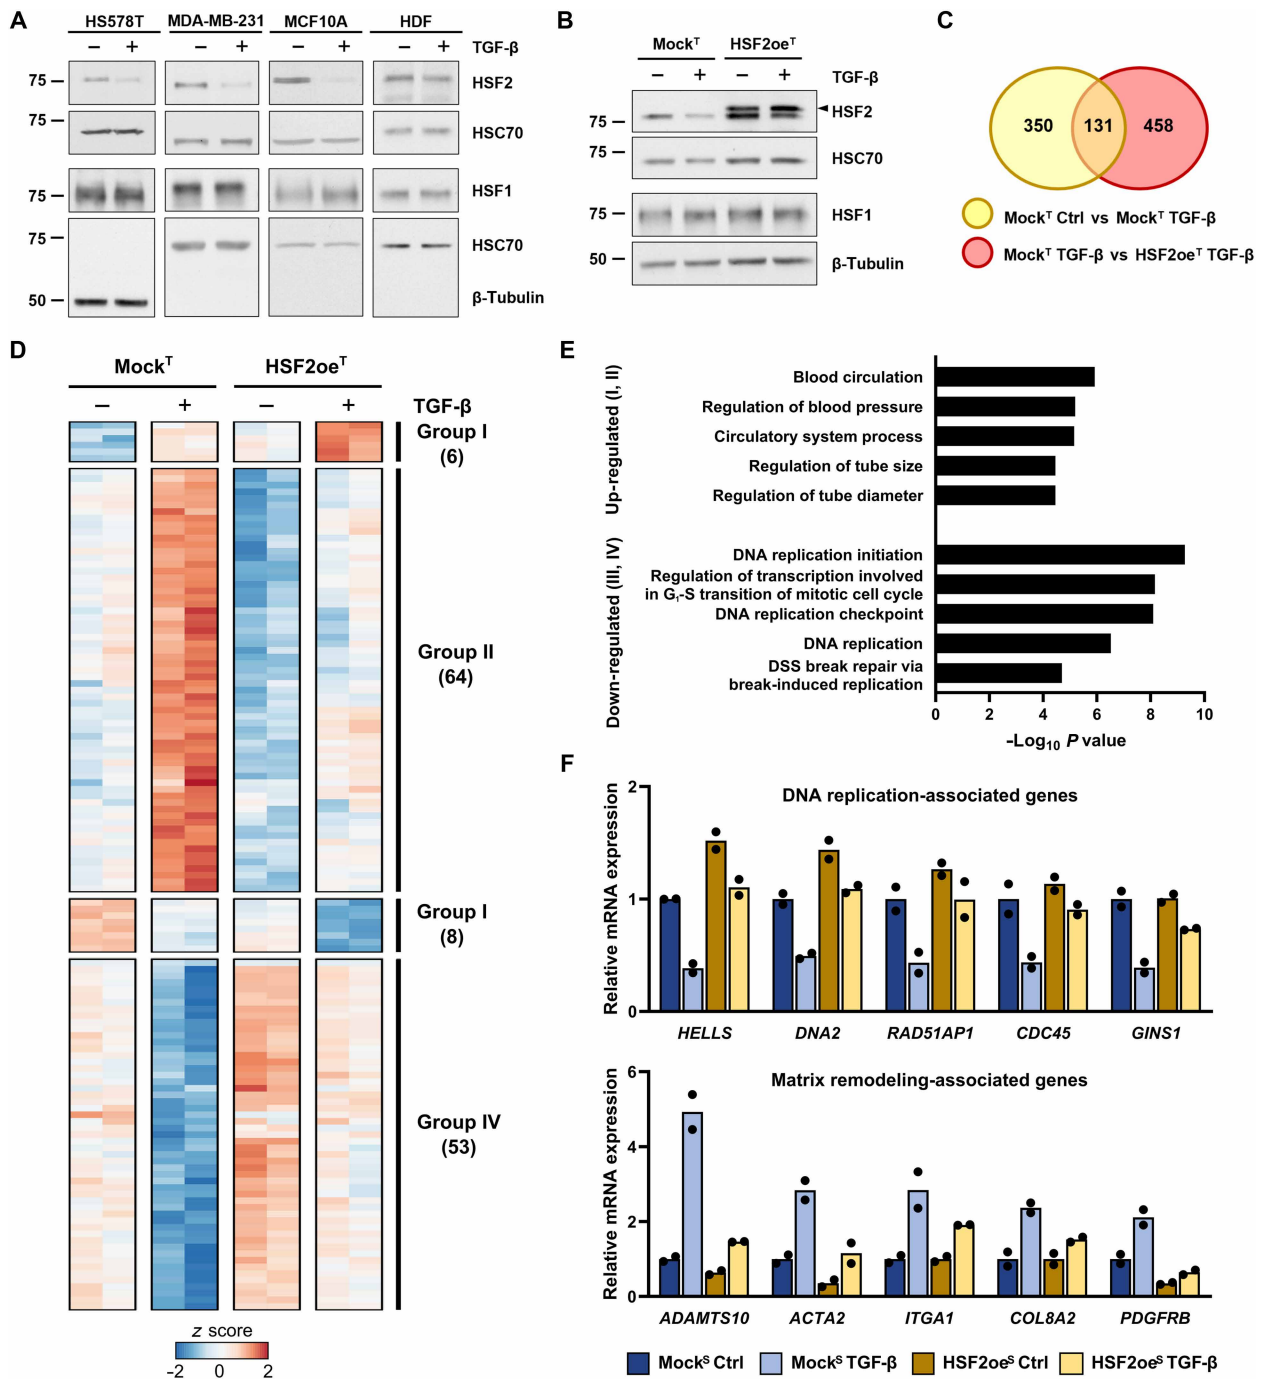 A
HS578T MDA-MB-231 MCF10A HDF
– + – + – + – + TGF-β
75 HSF2
75 HSC70
75 HSF1
75 HSC70
50 β-Tubulin
B
Mockᵀ HSF2oeᵀ
– + – + TGF-β
75 HSF2
75 HSC70
75 HSF1
50 β-Tubulin
C
350 131 458
Mockᵀ Ctrl vs Mockᵀ TGF-β
Mockᵀ TGF-β vs HSF2oeᵀ TGF-β
D
Mockᵀ HSF2oeᵀ
– + – + TGF-β
Group I
(6)
Group II
(64)
Group I
(8)
Group IV
(53)
z score
–2 0 2
E
Up-regulated (I, II)
Blood circulation
Regulation of blood pressure
Circulatory system process
Regulation of tube size
Regulation of tube diameter
Down-regulated (III, IV)
DNA replication initiation
Regulation of transcription involved
in G₁-S transition of mitotic cell cycle
DNA replication checkpoint
DNA replication
DSS break repair via
break-induced replication
0 2 4 6 8 10
–Log₁₀ P value
F
DNA replication-associated genes
Relative mRNA expression
2
1
0
HELLS DNA2 RAD51AP1 CDC45 GINS1
Matrix remodeling-associated genes
Relative mRNA expression
6
4
2
0
ADAMTS10 ACTA2 ITGA1 COL8A2 PDGFRB
Mockˢ Ctrl Mockˢ TGF-β HSF2oeˢ Ctrl HSF2oeˢ TGF-β